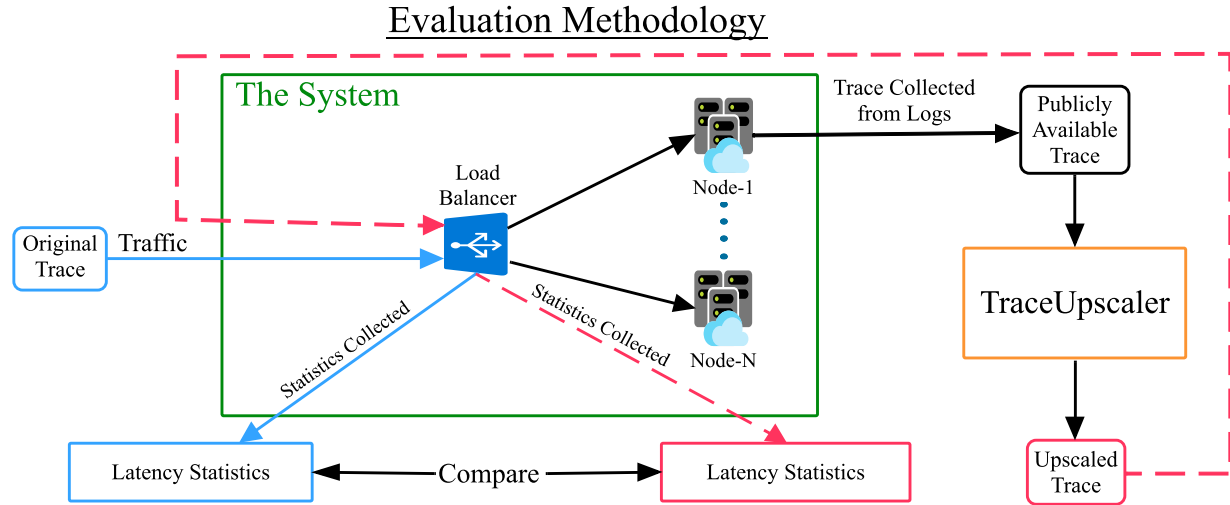 Evaluation Methodology
The System
Trace Collected
from Logs
Publicly
Available
Trace
Load
Balancer
Node-1
Original
Trace
Traffic
TraceUpscaler
Statistics Collected
Statistics Collected
Node-N
Latency Statistics
Compare
Latency Statistics
Upscaled
Trace